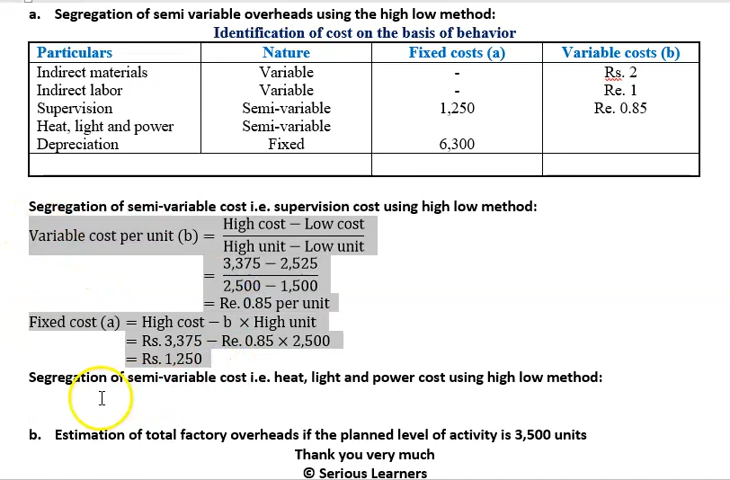 a. Segregation of semi variable overheads using the high low method:
Identification of cost on the basis of behavior
Particulars Nature Fixed costs (a) Variable costs (b)
Indirect materials Variable - Rs. 2
Indirect labor Variable - Re. 1
Supervision Semi-variable 1,250 Re. 0.85
Heat, light and power Semi-variable
Depreciation Fixed 6,300
Segregation of semi-variable cost i.e. supervision cost using high low method:
Variable cost per unit (b) = High cost − Low cost / High unit − Low unit
= 3,375 − 2,525 / 2,500 − 1,500
= Re. 0.85 per unit
Fixed cost (a) = High cost − b × High unit
= Rs. 3,375 − Re. 0.85 × 2,500
= Rs. 1,250
Segregation of semi-variable cost i.e. heat, light and power cost using high low method:
b. Estimation of total factory overheads if the planned level of activity is 3,500 units
Thank you very much
© Serious Learners